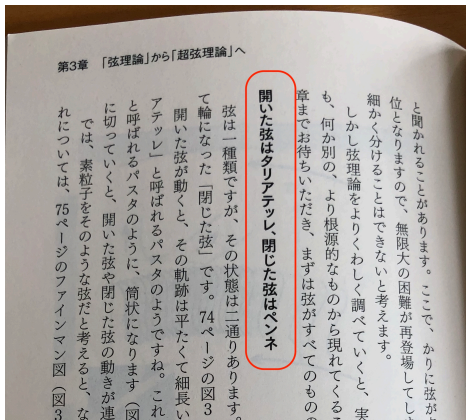 第3章 「弦理論」から「超弦理論」へ
と聞かれることがあります。ここで、かりに弦が
位となりますので、無限大の困難が再登場してしま
細かく分けることはできないと考えます。
しかし弦理論をよりくわしく調べていくと、実
も、何か別の、より根源的なものから現れてくる
章までお待ちいただき、まずは弦がすべてのもの
開いた弦はタリアテッレ、閉じた弦はペンネ
弦は一種類ですが、その状態は二通りあります。
て輪になった「閉じた弦」です。74ページの図3
開いた弦が動くと、その軌跡は平たくて細長い
アテッレ」と呼ばれるパスタのようですね。これ
と呼ばれるパスタのように、筒状になります(図
に切っていくと、開いた弦や閉じた弦の動きが連
では、素粒子をそのような弦だと考えると、な
れについては、75ページのファインマン図(図3